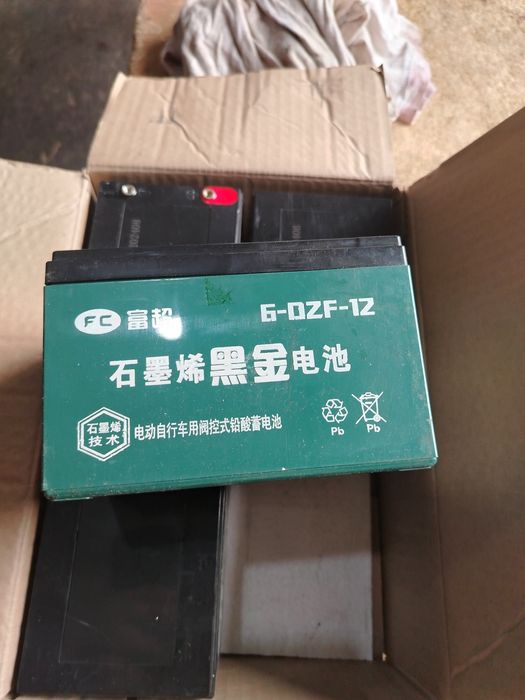 FC 富超 6-DZF-12
石墨烯黑金电池
石墨烯
技术
电动自行车用阀控式铅酸蓄电池
Pb Pb